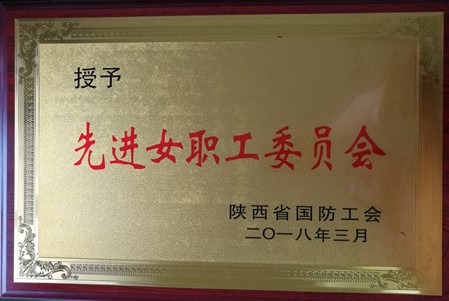 授予
先进女职工委员会
陕西省国防工会
二〇一八年三月